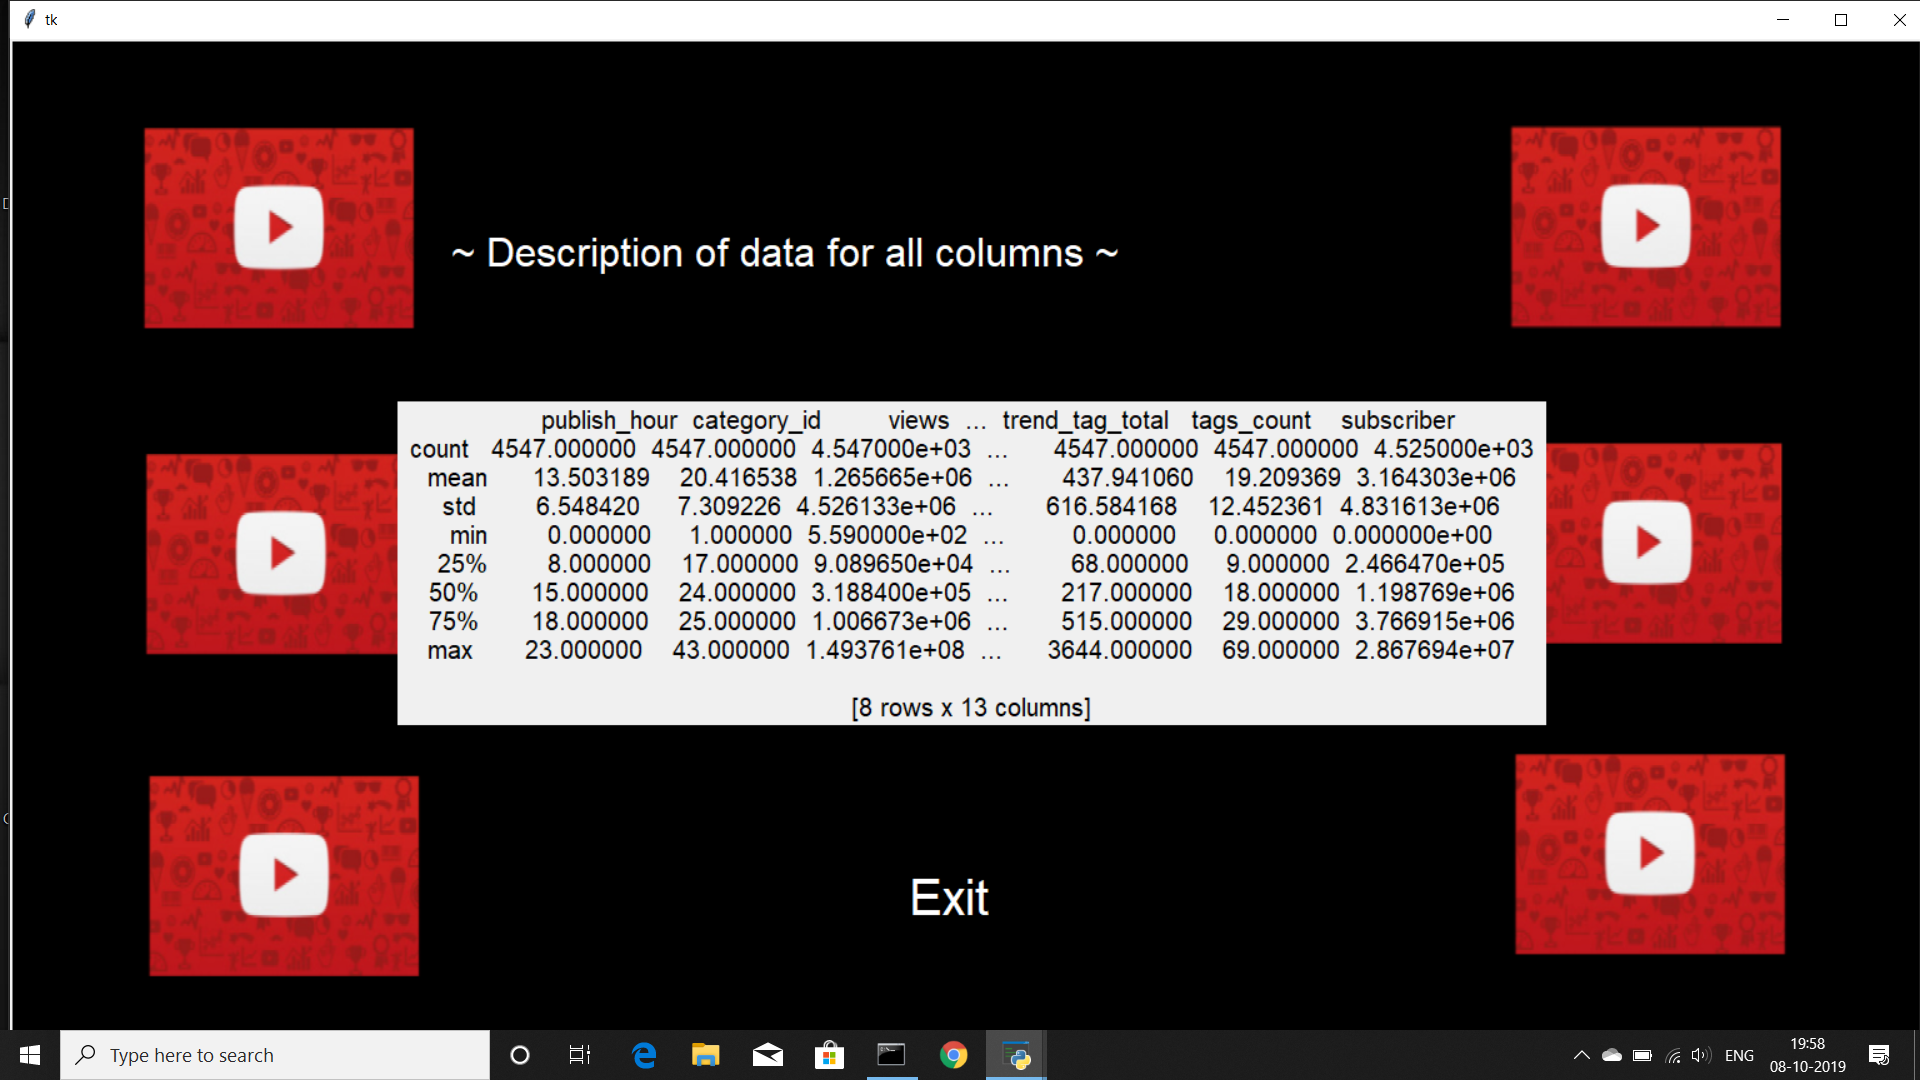 tk
~ Description of data for all columns ~
publish_hour category_id views ... trend_tag_total tags_count subscriber
count 4547.000000 4547.000000 4.547000e+03 ... 4547.000000 4547.000000 4.525000e+03
mean 13.503189 20.416538 1.265665e+06 ... 437.941060 19.209369 3.164303e+06
std 6.548420 7.309226 4.526133e+06 ... 616.584168 12.452361 4.831613e+06
min 0.000000 1.000000 5.590000e+02 ... 0.000000 0.000000 0.000000e+00
25% 8.000000 17.000000 9.089650e+04 ... 68.000000 9.000000 2.466470e+05
50% 15.000000 24.000000 3.188400e+05 ... 217.000000 18.000000 1.198769e+06
75% 18.000000 25.000000 1.006673e+06 ... 515.000000 29.000000 3.766915e+06
max 23.000000 43.000000 1.493761e+08 ... 3644.000000 69.000000 2.867694e+07
[8 rows x 13 columns]
Exit
Type here to search
ENG
19:58
08-10-2019